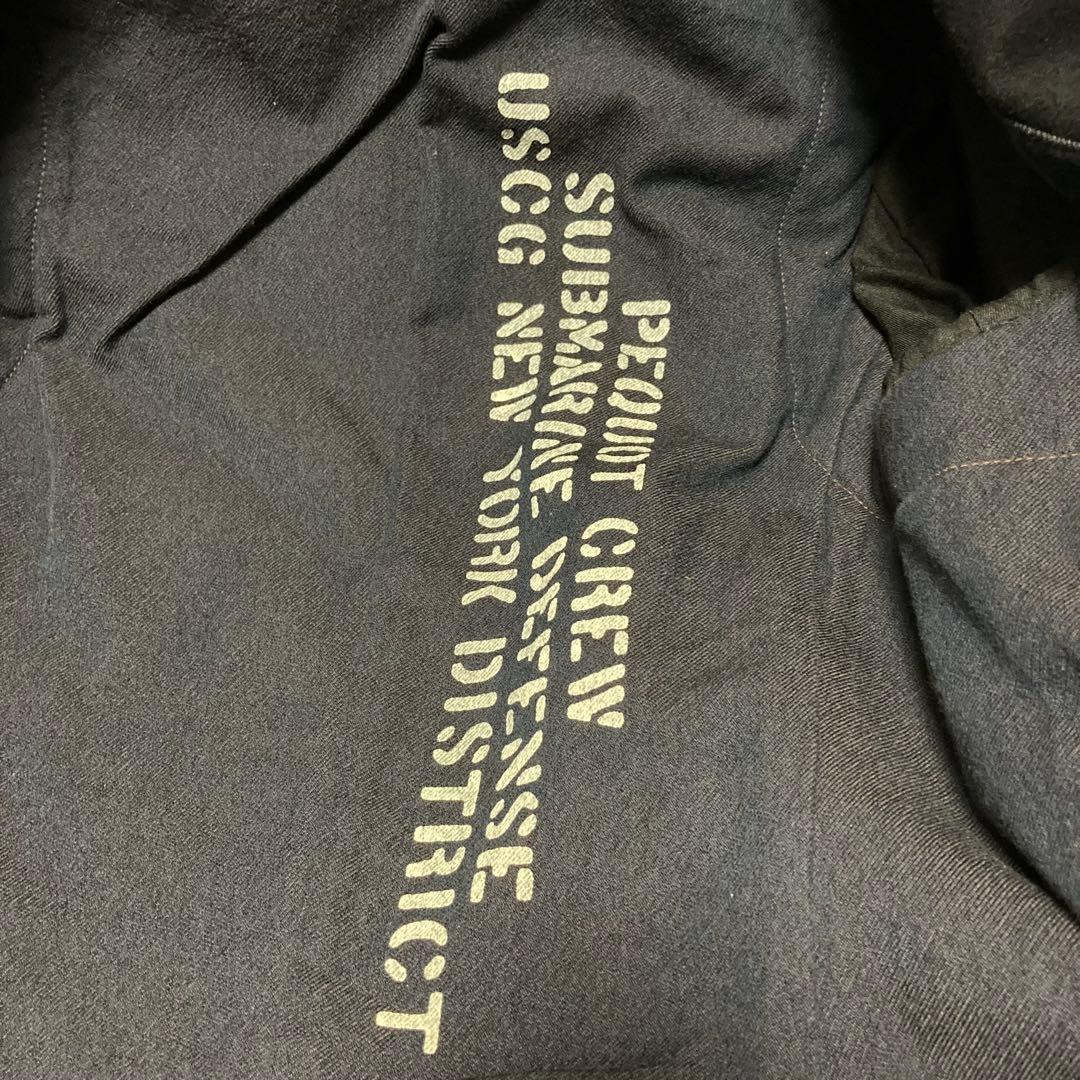 PEQUOT CREW
SUBMARINE DEFENSE
USCG NEW YORK DISTRICT